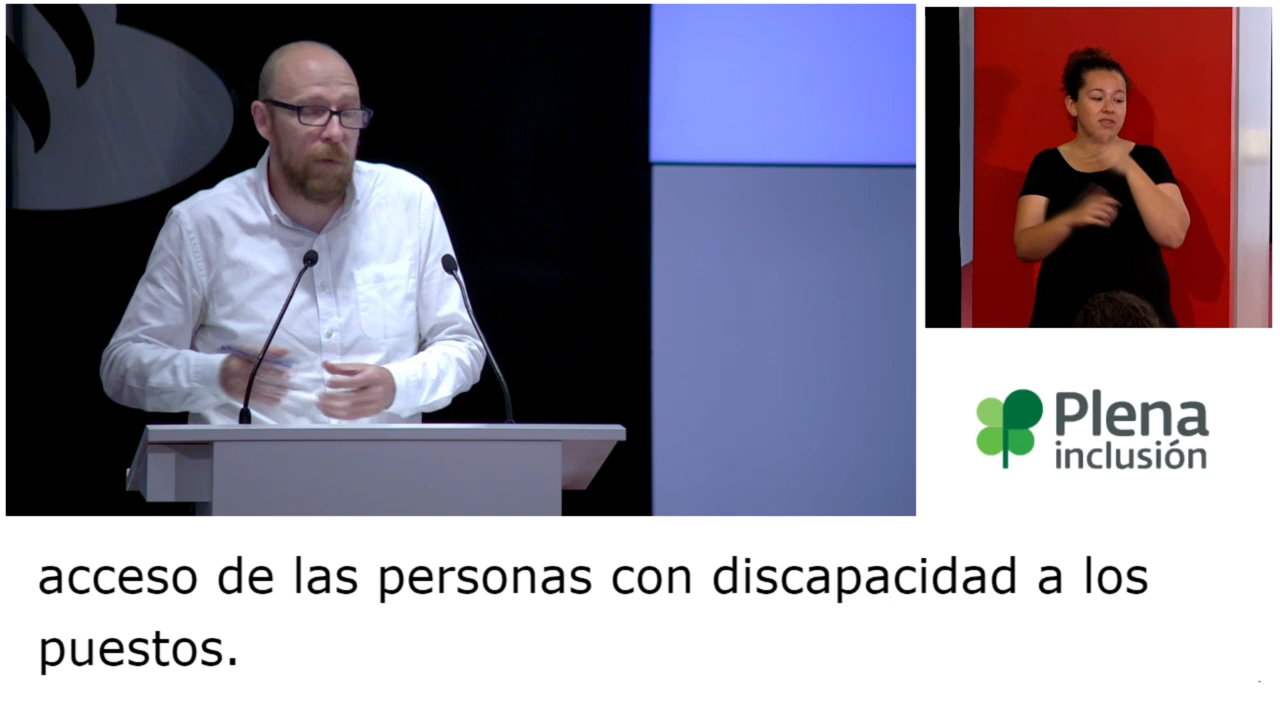 Plena
inclusión
acceso de las personas con discapacidad a los
puestos.